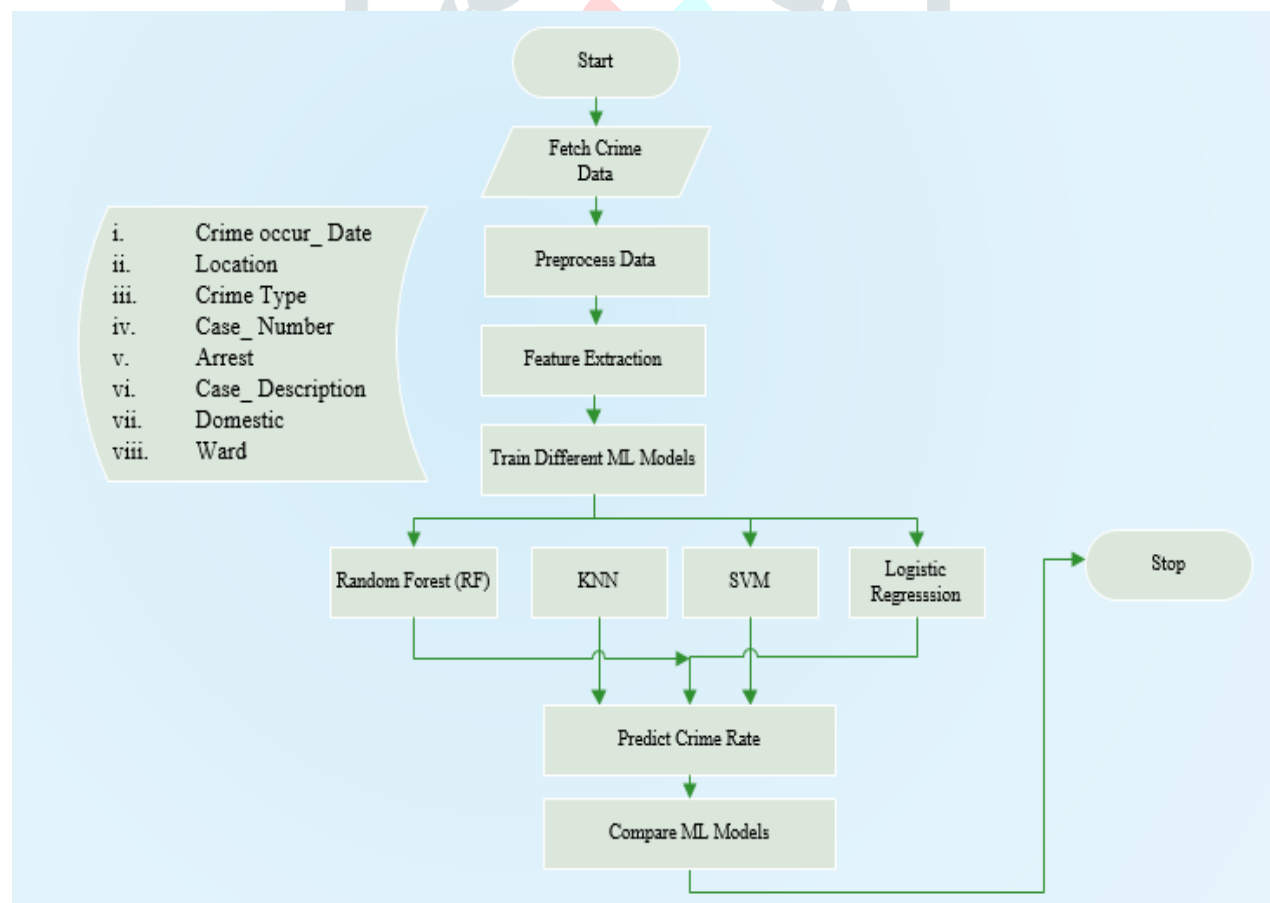 Start
Fetch Crime
Data
Preprocess Data
Feature Extraction
Train Different ML Models
i. Crime occur_ Date
ii. Location
iii. Crime Type
iv. Case_ Number
v. Arrest
vi. Case_ Description
vii. Domestic
viii. Ward
Random Forest (RF)
KNN
SVM
Logistic
Regresssion
Stop
Predict Crime Rate
Compare ML Models